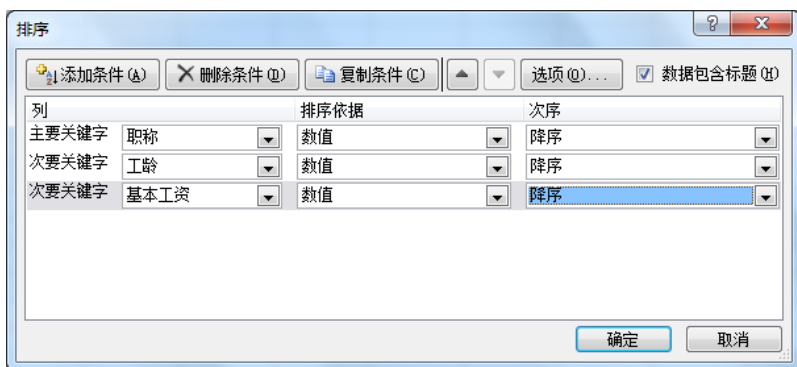 排序
添加条件(A) 删除条件(D) 复制条件(C) 选项(O)... 数据包含标题(H)
列 排序依据 次序
主要关键字 职称 数值 降序
次要关键字 工龄 数值 降序
次要关键字 基本工资 数值 降序
确定 取消